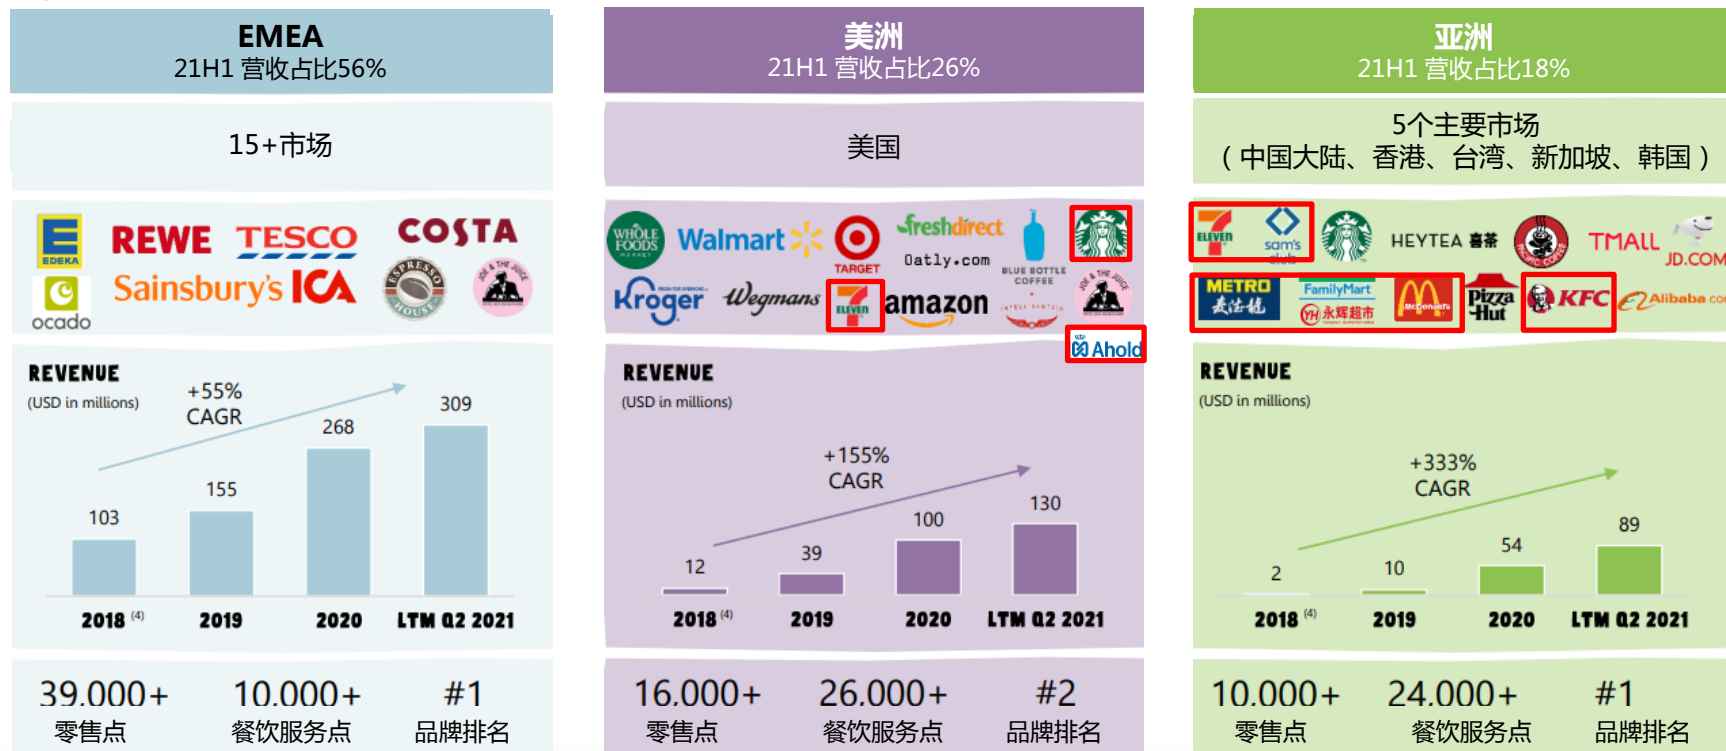 EMEA
21H1 营收占比56%
15+市场
EDEKA
REWE
TESCO
COSTA
ocado
Sainsbury's
ICA
ESPRESSO HOUSE
JOE & THE JUICE
REVENUE
(USD in millions)
+55%
CAGR
103
155
268
309
2018 (4)
2019
2020
LTM Q2 2021
39,000+
零售点
10,000+
餐饮服务点
#1
品牌排名
美洲
21H1 营收占比26%
美国
WHOLE FOODS MARKET
Walmart
TARGET
freshdirect
Oatly.com
BLUE BOTTLE COFFEE
Kroger
Wegmans
7 ELEVEN
amazon
JOE & THE JUICE
Ahold
REVENUE
(USD in millions)
+155%
CAGR
12
39
100
130
2018 (4)
2019
2020
LTM Q2 2021
16,000+
零售点
26,000+
餐饮服务点
#2
品牌排名
亚洲
21H1 营收占比18%
5个主要市场
（中国大陆、香港、台湾、新加坡、韩国）
7 ELEVEN
sam's club
HEYTEA 喜茶
PACIFIC COFFEE
TMALL
JD.COM
METRO
麦德龍
FamilyMart
YH 永辉超市
McDonald's
Pizza Hut
KFC
Alibaba.com
REVENUE
(USD in millions)
+333%
CAGR
2
10
54
89
2018 (4)
2019
2020
LTM Q2 2021
10,000+
零售点
24,000+
餐饮服务点
#1
品牌排名